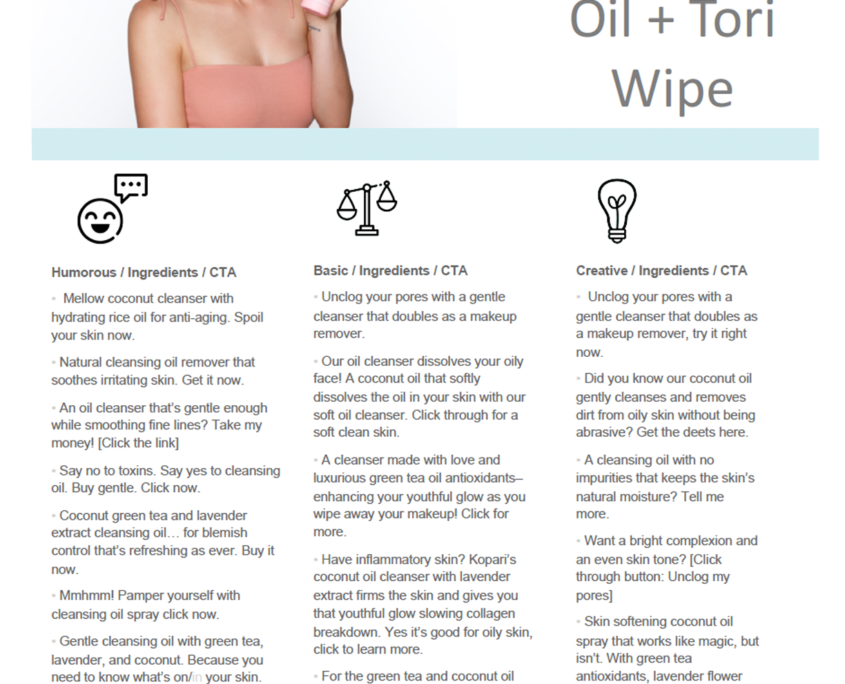 Oil + Tori
Wipe
Humorous / Ingredients / CTA
◦ Mellow coconut cleanser with
hydrating rice oil for anti-aging. Spoil
your skin now.
◦ Natural cleansing oil remover that
soothes irritating skin. Get it now.
◦ An oil cleanser that's gentle enough
while smoothing fine lines? Take my
money! [Click the link]
◦ Say no to toxins. Say yes to cleansing
oil. Buy gentle. Click now.
◦ Coconut green tea and lavender
extract cleansing oil… for blemish
control that's refreshing as ever. Buy it
now.
◦ Mmhmm! Pamper yourself with
cleansing oil spray click now.
◦ Gentle cleansing oil with green tea,
lavender, and coconut. Because you
need to know what's on/in your skin.
Basic / Ingredients / CTA
◦ Unclog your pores with a gentle
cleanser that doubles as a makeup
remover.
◦ Our oil cleanser dissolves your oily
face! A coconut oil that softly
dissolves the oil in your skin with our
soft oil cleanser. Click through for a
soft clean skin.
◦ A cleanser made with love and
luxurious green tea oil antioxidants–
enhancing your youthful glow as you
wipe away your makeup! Click for
more.
◦ Have inflammatory skin? Kopari's
coconut oil cleanser with lavender
extract firms the skin and gives you
that youthful glow slowing collagen
breakdown. Yes it's good for oily skin,
click to learn more.
◦ For the green tea and coconut oil
Creative / Ingredients / CTA
◦ Unclog your pores with a
gentle cleanser that doubles as
a makeup remover, try it right
now.
◦ Did you know our coconut oil
gently cleanses and removes
dirt from oily skin without being
abrasive? Get the deets here.
◦ A cleansing oil with no
impurities that keeps the skin's
natural moisture? Tell me
more.
◦ Want a bright complexion and
an even skin tone? [Click
through button: Unclog my
pores]
◦ Skin softening coconut oil
spray that works like magic, but
isn't. With green tea
antioxidants, lavender flower